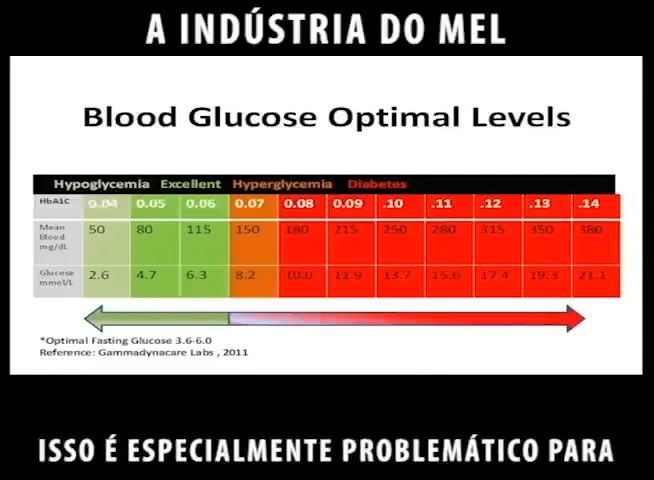 A INDÚSTRIA DO MEL
Blood Glucose Optimal Levels
Hypoglycemia Excellent Hyperglycemia Diabetes
HbA1C 0.04 0.05 0.06 0.07 0.08 0.09 .10 .11 .12 .13 .14
Mean Blood mg/dL 50 80 115 150 180 215 250 280 315 350 380
Glucose mmol/L 2.6 4.7 6.3 8.2 10.0 11.9 13.7 15.6 17.4 19.3 21.1
*Optimal Fasting Glucose 3.6-6.0
Reference: Gammadynacare Labs , 2011
ISSO É ESPECIALMENTE PROBLEMÁTICO PARA